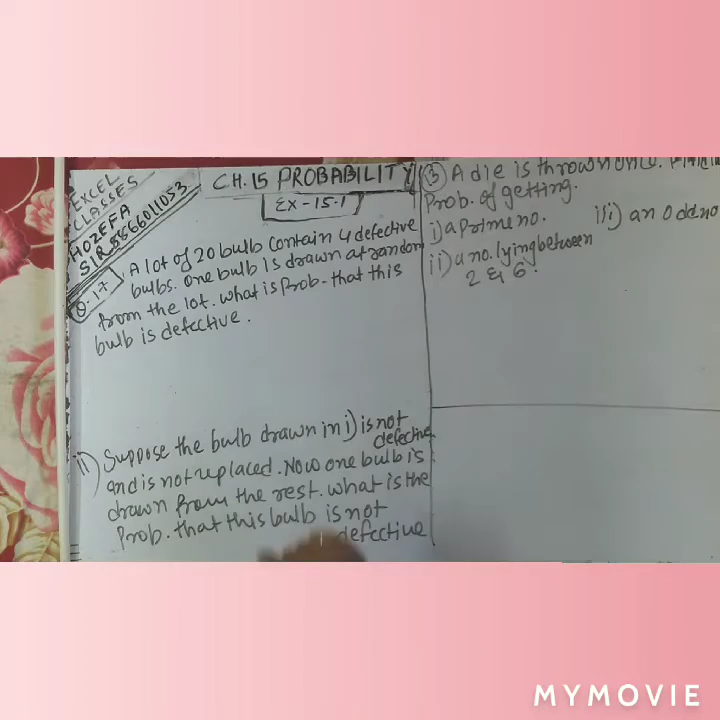 EXCEL
CLASSES
HOZEFA
CH.15 PROBABILITY
EX-15.1
Q.17
A lot of 20 bulb contain 4 defective
bulbs. one bulb is drawn at random
from the lot. what is Prob. that this
bulb is defective.
ii) Suppose the bulb drawn in i) is not
defective
and is not replaced. Now one bulb is
drawn from the rest. what is the
Prob. that this bulb is not
defective
③ A die is thrown once.
Prob. of getting.
i) a Prime no.
iii) an odd no
ii) a no. lying between
2 & 6.
MYMOVIE